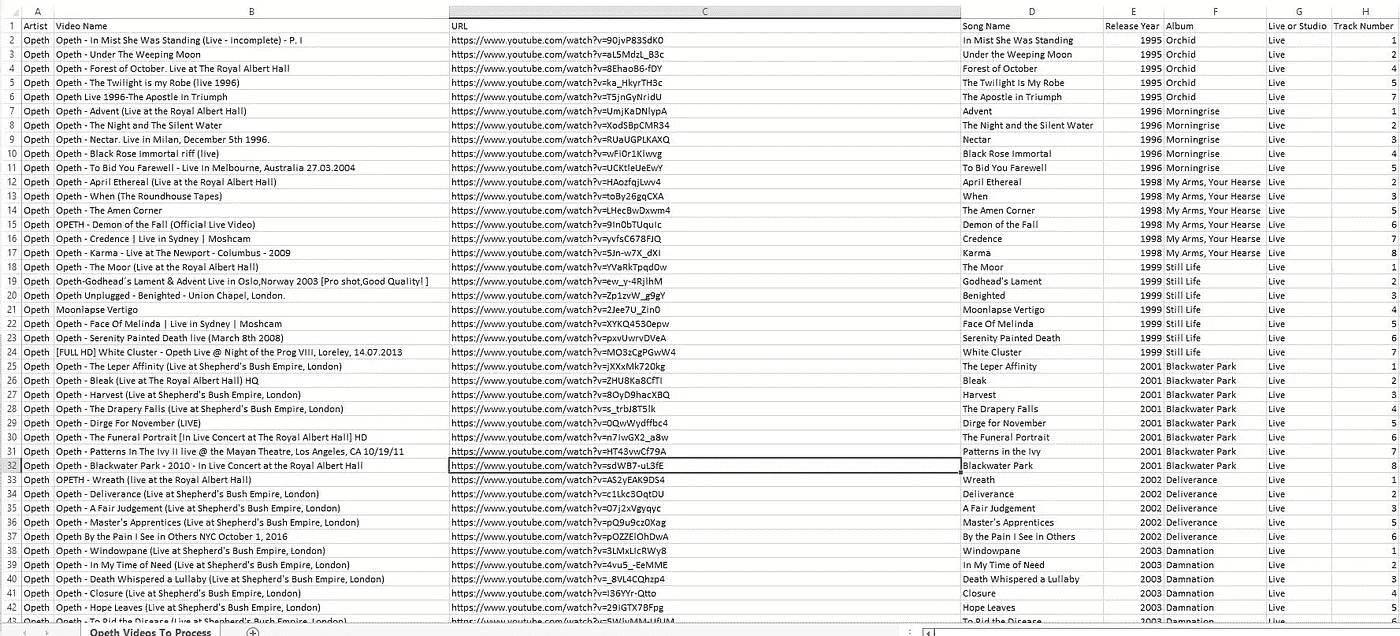 A B C D E F G H
1 Artist Video Name URL Song Name Release Year Album Live or Studio Track Number
2 Opeth Opeth - In Mist She Was Standing (Live - Incomplete) - P. I https://www.youtube.com/watch?v=90jvP83SdK0 In Mist She Was Standing 1995 Orchid Live 1
3 Opeth Opeth - Under The Weeping Moon https://www.youtube.com/watch?v=aL5MdzL_B3c Under the Weeping Moon 1995 Orchid Live 2
4 Opeth Opeth - Forest of October. Live at The Royal Albert Hall https://www.youtube.com/watch?v=8EhaoB6-fDY Forest of October 1995 Orchid Live 4
5 Opeth Opeth - The Twilight is my Robe (live 1996) https://www.youtube.com/watch?v=ka_HkyrTH3c The Twilight Is My Robe 1995 Orchid Live 5
6 Opeth Opeth Live 1996-The Apostle In Triumph https://www.youtube.com/watch?v=T5jnGyNridU The Apostle in Triumph 1995 Orchid Live 7
7 Opeth Opeth - Advent (Live at the Royal Albert Hall) https://www.youtube.com/watch?v=UmjKaDNlypA Advent 1996 Morningrise Live 1
8 Opeth Opeth - The Night and The Silent Water https://www.youtube.com/watch?v=XodSBpCMR34 The Night and the Silent Water 1996 Morningrise Live 2
9 Opeth Opeth - Nectar. Live in Milan, December 5th 1996. https://www.youtube.com/watch?v=RUaUGPLKAXQ Nectar 1996 Morningrise Live 3
10 Opeth Opeth - Black Rose Immortal riff (live) https://www.youtube.com/watch?v=wFi0r1Klwvg Black Rose Immortal 1996 Morningrise Live 4
11 Opeth Opeth - To Bid You Farewell - Live In Melbourne, Australia 27.03.2004 https://www.youtube.com/watch?v=UCKtleUeEwY To Bid You Farewell 1996 Morningrise Live 5
12 Opeth Opeth - April Ethereal (Live at the Royal Albert Hall) https://www.youtube.com/watch?v=HAozfqjLwv4 April Ethereal 1998 My Arms, Your Hearse Live 2
13 Opeth Opeth - When (The Roundhouse Tapes) https://www.youtube.com/watch?v=toBy26gqCXA When 1998 My Arms, Your Hearse Live 3
14 Opeth Opeth - The Amen Corner https://www.youtube.com/watch?v=LHecBwDxwm4 The Amen Corner 1998 My Arms, Your Hearse Live 5
15 Opeth OPETH - Demon of the Fall (Official Live Video) https://www.youtube.com/watch?v=9In0bTUquIc Demon of the Fall 1998 My Arms, Your Hearse Live 6
16 Opeth Opeth - Credence | Live in Sydney | Moshcam https://www.youtube.com/watch?v=yvfsC678FJQ Credence 1998 My Arms, Your Hearse Live 7
17 Opeth Opeth - Karma - Live at The Newport - Columbus - 2009 https://www.youtube.com/watch?v=5Jn-w7X_dXI Karma 1998 My Arms, Your Hearse Live 8
18 Opeth Opeth - The Moor (Live at the Royal Albert Hall) https://www.youtube.com/watch?v=YVaRkTpqd0w The Moor 1999 Still Life Live 1
19 Opeth Opeth-Godhead´s Lament & Advent Live in Oslo,Norway 2003 [Pro shot,Good Quality! ] https://www.youtube.com/watch?v=ew_y-4RjlhM Godhead's Lament 1999 Still Life Live 2
20 Opeth Opeth Unplugged - Benighted - Union Chapel, London. https://www.youtube.com/watch?v=Zp1zvW_g9gY Benighted 1999 Still Life Live 3
21 Opeth Moonlapse Vertigo https://www.youtube.com/watch?v=2Jee7U_Zin0 Moonlapse Vertigo 1999 Still Life Live 4
22 Opeth Opeth - Face Of Melinda | Live in Sydney | Moshcam https://www.youtube.com/watch?v=XYKQ4530epw Face Of Melinda 1999 Still Life Live 5
23 Opeth Opeth - Serenity Painted Death live (March 8th 2008) https://www.youtube.com/watch?v=pxvUwrvDVeA Serenity Painted Death 1999 Still Life Live 6
24 Opeth [FULL HD] White Cluster - Opeth Live @ Night of the Prog VIII, Loreley, 14.07.2013 https://www.youtube.com/watch?v=MO3zCgPGwW4 White Cluster 1999 Still Life Live 7
25 Opeth Opeth - The Leper Affinity (Live at Shepherd's Bush Empire, London) https://www.youtube.com/watch?v=jXXxMk720kg The Leper Affinity 2001 Blackwater Park Live 1
26 Opeth Opeth - Bleak (Live at The Royal Albert Hall) HQ https://www.youtube.com/watch?v=ZHU8Ka8CfTI Bleak 2001 Blackwater Park Live 2
27 Opeth Opeth - Harvest (Live at Shepherd's Bush Empire, London) https://www.youtube.com/watch?v=8OyD9hacXBQ Harvest 2001 Blackwater Park Live 3
28 Opeth Opeth - The Drapery Falls (Live at Shepherd's Bush Empire, London) https://www.youtube.com/watch?v=s_trbJ8T5lk The Drapery Falls 2001 Blackwater Park Live 4
29 Opeth Opeth - Dirge For November (LIVE) https://www.youtube.com/watch?v=0QwWydffbc4 Dirge for November 2001 Blackwater Park Live 5
30 Opeth Opeth - The Funeral Portrait [In Live Concert at The Royal Albert Hall] HD https://www.youtube.com/watch?v=n7IwGX2_a8w The Funeral Portrait 2001 Blackwater Park Live 6
31 Opeth Opeth - Patterns In The Ivy II live @ the Mayan Theatre, Los Angeles, CA 10/19/11 https://www.youtube.com/watch?v=HT43vwCf79A Patterns in the Ivy 2001 Blackwater Park Live 7
32 Opeth Opeth - Blackwater Park - 2010 - In Live Concert at the Royal Albert Hall https://www.youtube.com/watch?v=sdWB7-uL3fE Blackwater Park 2001 Blackwater Park Live 8
33 Opeth OPETH - Wreath (live at the Royal Albert Hall) https://www.youtube.com/watch?v=AS2yEAK9DS4 Wreath 2002 Deliverance Live 1
34 Opeth Opeth - Deliverance (Live at Shepherd's Bush Empire, London) https://www.youtube.com/watch?v=c1Lkc3OqtDU Deliverance 2002 Deliverance Live 2
35 Opeth Opeth - A Fair Judgement (Live at Shepherd's Bush Empire, London) https://www.youtube.com/watch?v=07j2xVgyqyc A Fair Judgement 2002 Deliverance Live 3
36 Opeth Opeth - Master's Apprentices (Live at Shepherd's Bush Empire, London) https://www.youtube.com/watch?v=pQ9u9cz0Xag Master's Apprentices 2002 Deliverance Live 5
37 Opeth Opeth By the Pain I See in Others NYC October 1, 2016 https://www.youtube.com/watch?v=pOZZElOhDwA By the Pain I See in Others 2002 Deliverance Live 6
38 Opeth Opeth - Windowpane (Live at Shepherd's Bush Empire, London) https://www.youtube.com/watch?v=3LMxLIcRWy8 Windowpane 2003 Damnation Live 1
39 Opeth Opeth - In My Time of Need (Live at Shepherd's Bush Empire, London) https://www.youtube.com/watch?v=4vu5_-EeMME In My Time of Need 2003 Damnation Live 2
40 Opeth Opeth - Death Whispered a Lullaby (Live at Shepherd's Bush Empire, London) https://www.youtube.com/watch?v=_8VL4CQhzp4 Death Whispered a Lullaby 2003 Damnation Live 3
41 Opeth Opeth - Closure (Live at Shepherd's Bush Empire, London) https://www.youtube.com/watch?v=I36YYr-Qtto Closure 2003 Damnation Live 4
42 Opeth Opeth - Hope Leaves (Live at Shepherd's Bush Empire, London) https://www.youtube.com/watch?v=29IGTX7BFpg Hope Leaves 2003 Damnation Live 5
43 Opeth Opeth - To Rid the Disease (Live at Shepherd's Bush Empire, London) To Rid the Disease 2003 Damnation Live 6
Opeth Videos To Process